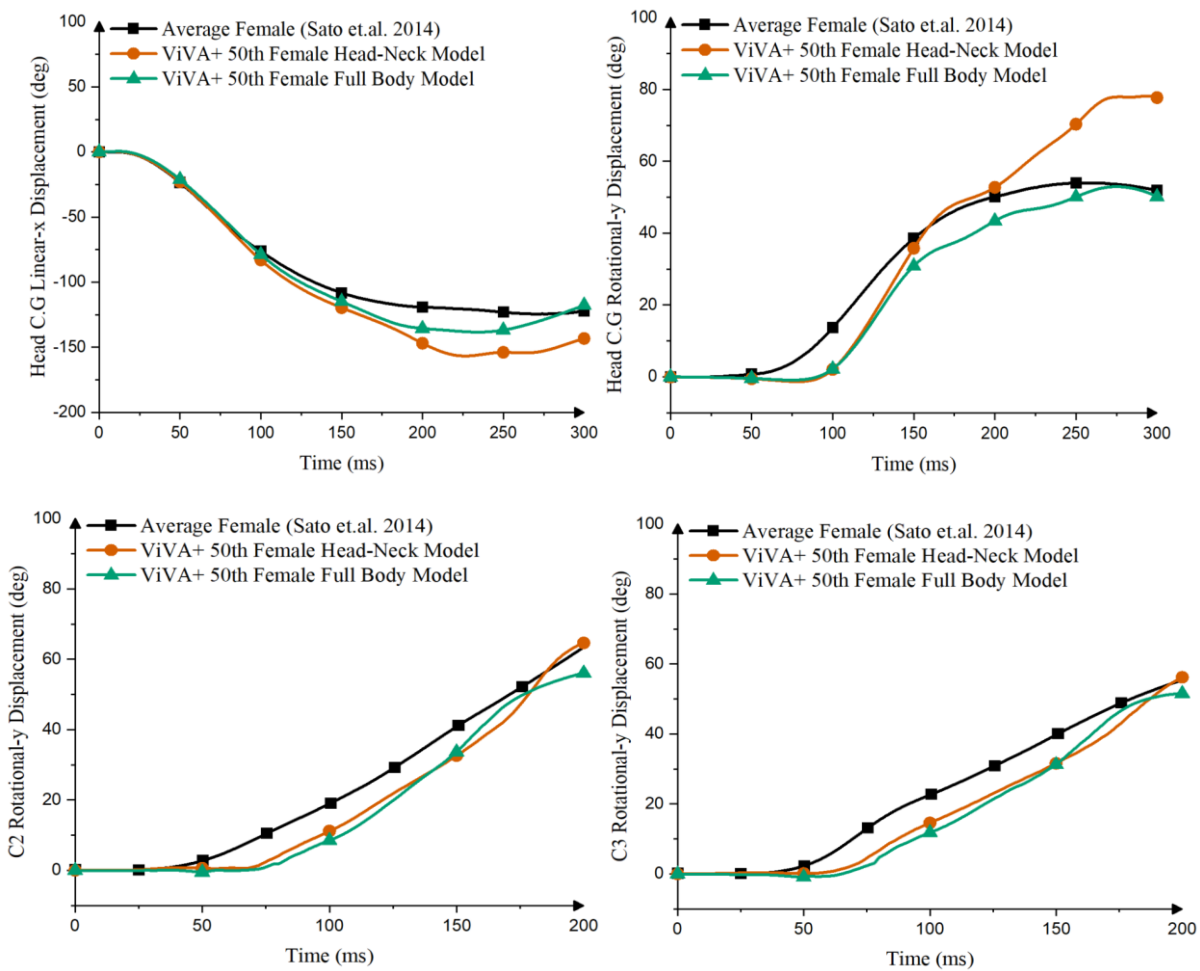 Average Female (Sato et.al. 2014)
ViVA+ 50th Female Head-Neck Model
ViVA+ 50th Female Full Body Model
Head C.G Linear-x Displacement (deg)
100
50
0
-50
-100
-150
-200
0 50 100 150 200 250 300
Time (ms)
Average Female (Sato et.al. 2014)
ViVA+ 50th Female Head-Neck Model
ViVA+ 50th Female Full Body Model
Head C.G Rotational-y Displacement (deg)
100
80
60
40
20
0
0 50 100 150 200 250 300
Time (ms)
Average Female (Sato et.al. 2014)
ViVA+ 50th Female Head-Neck Model
ViVA+ 50th Female Full Body Model
C2 Rotational-y Displacement (deg)
100
80
60
40
20
0
0 50 100 150 200
Time (ms)
Average Female (Sato et.al. 2014)
ViVA+ 50th Female Head-Neck Model
ViVA+ 50th Female Full Body Model
C3 Rotational-y Displacement (deg)
100
80
60
40
20
0
0 50 100 150 200
Time (ms)